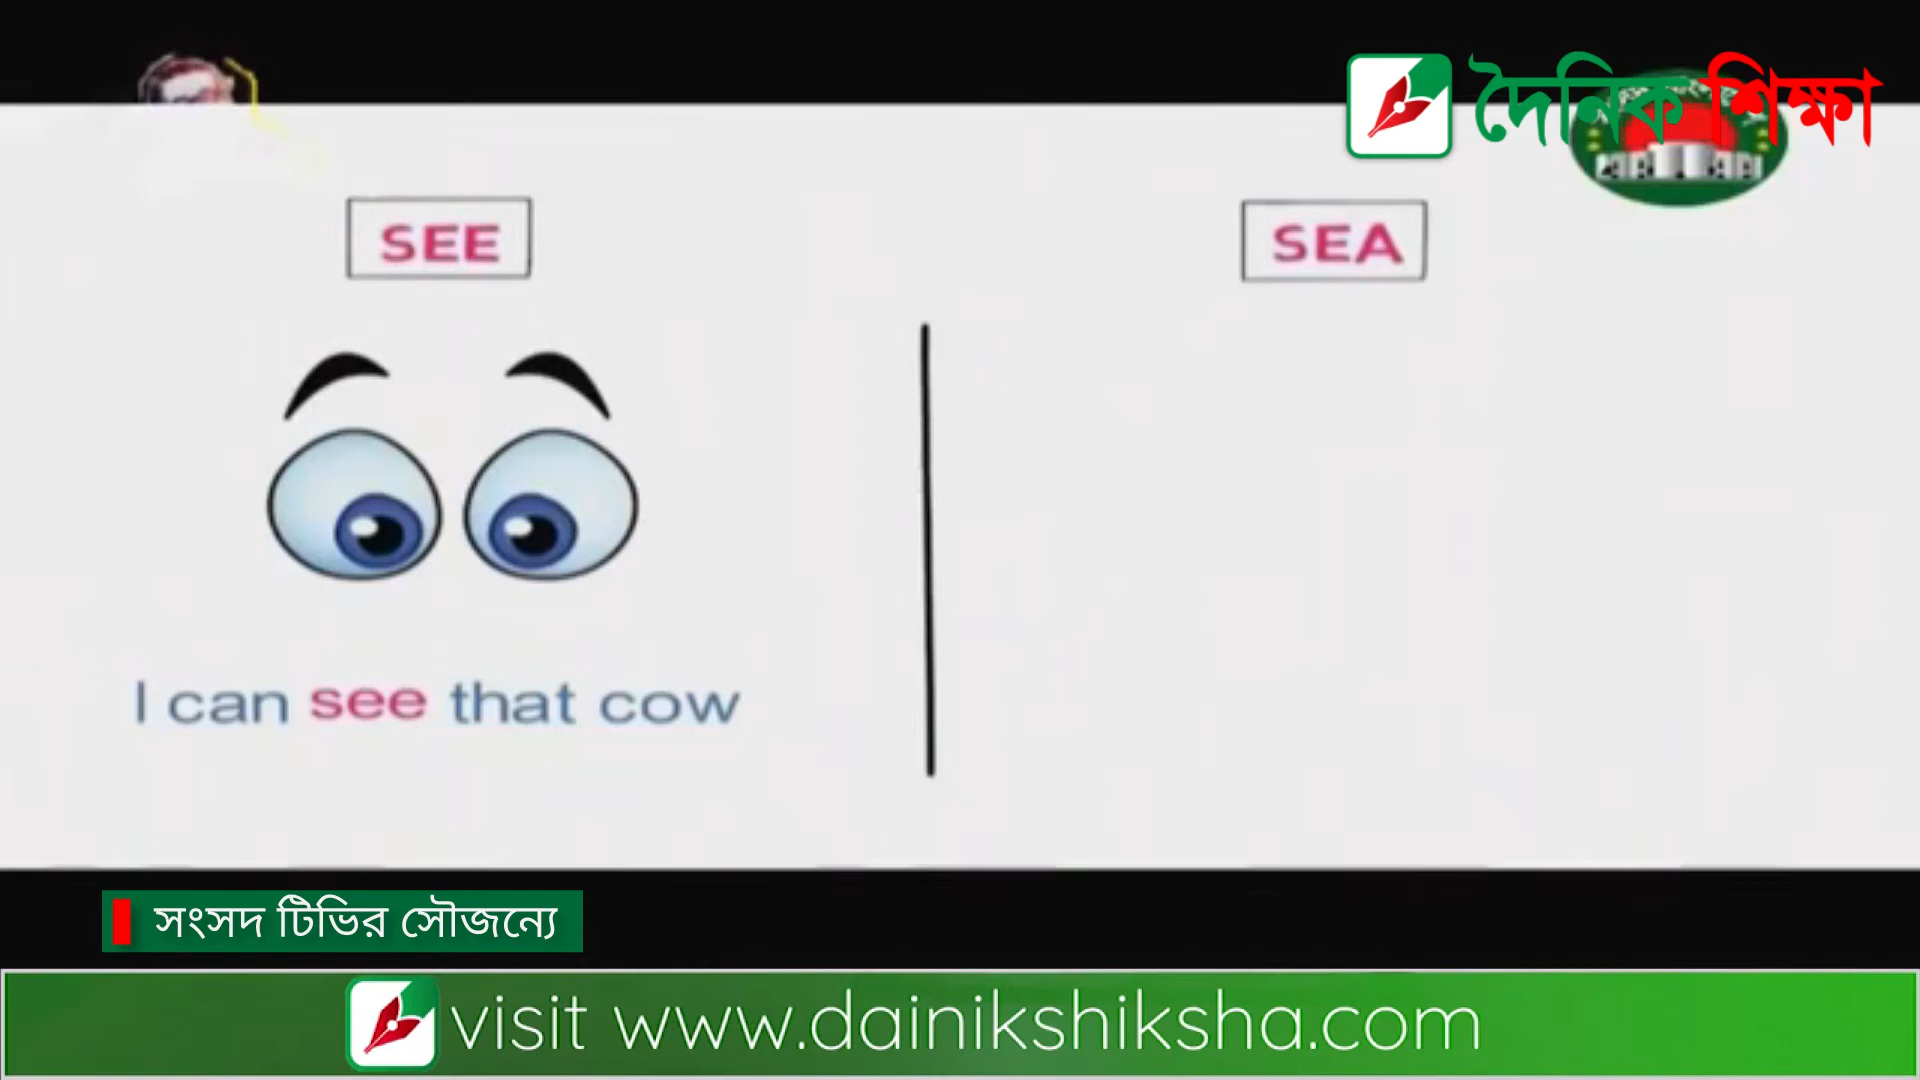 দৈনিক শিক্ষা
SEE
SEA
I can see that cow
সংসদ টিভির সৌজন্যে
visit www.dainikshiksha.com